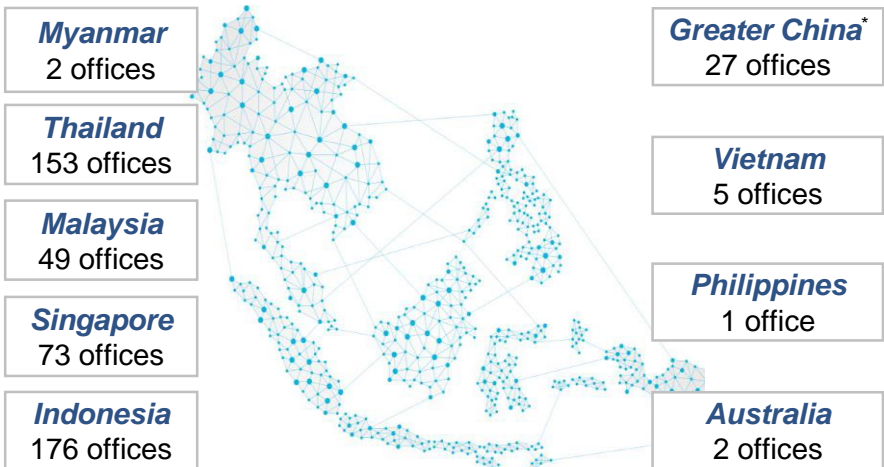 Myanmar
2 offices
Thailand
153 offices
Malaysia
49 offices
Singapore
73 offices
Indonesia
176 offices
Greater China*
27 offices
Vietnam
5 offices
Philippines
1 office
Australia
2 offices